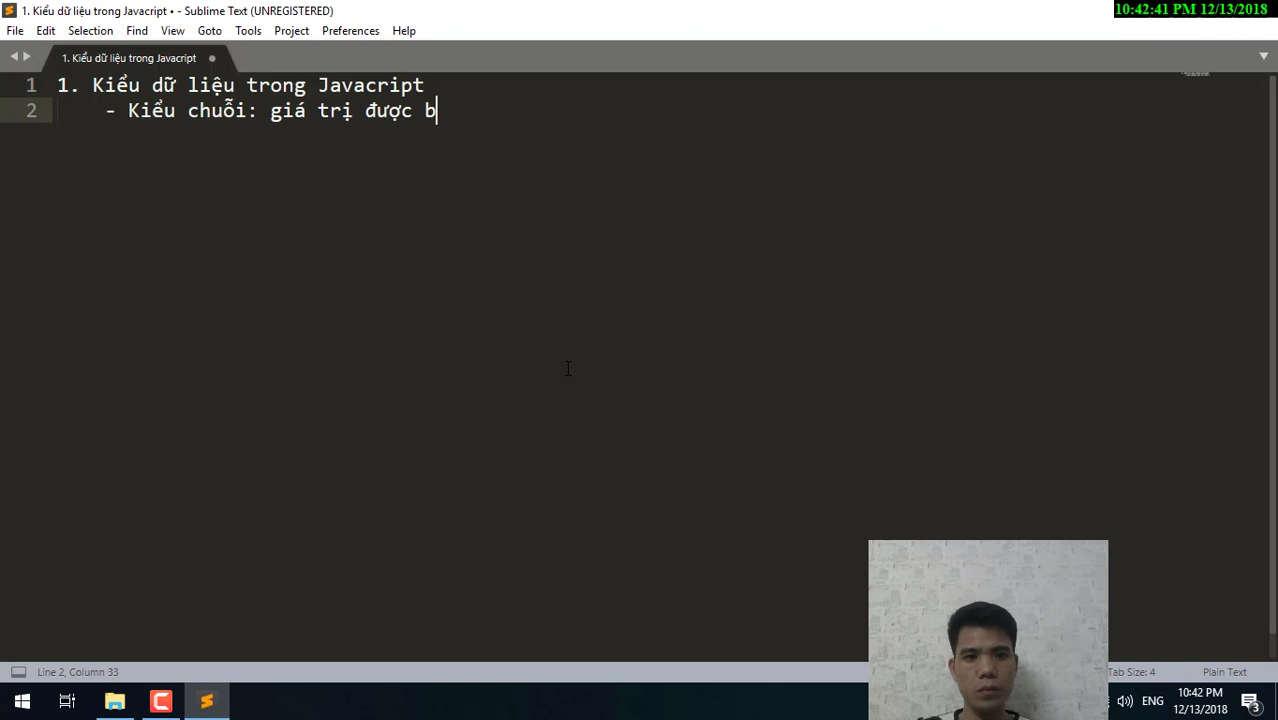 1. Kiểu dữ liệu trong Javacript • - Sublime Text (UNREGISTERED)
10:42:41 PM 12/13/2018
File Edit Selection Find View Goto Tools Project Preferences Help
1. Kiểu dữ liệu trong Javacript
1 1. Kiểu dữ liệu trong Javacript
2 - Kiểu chuỗi: giá trị được b
Line 2, Column 33
Tab Size: 4
Plain Text
ENG
10:42 PM
12/13/2018
3